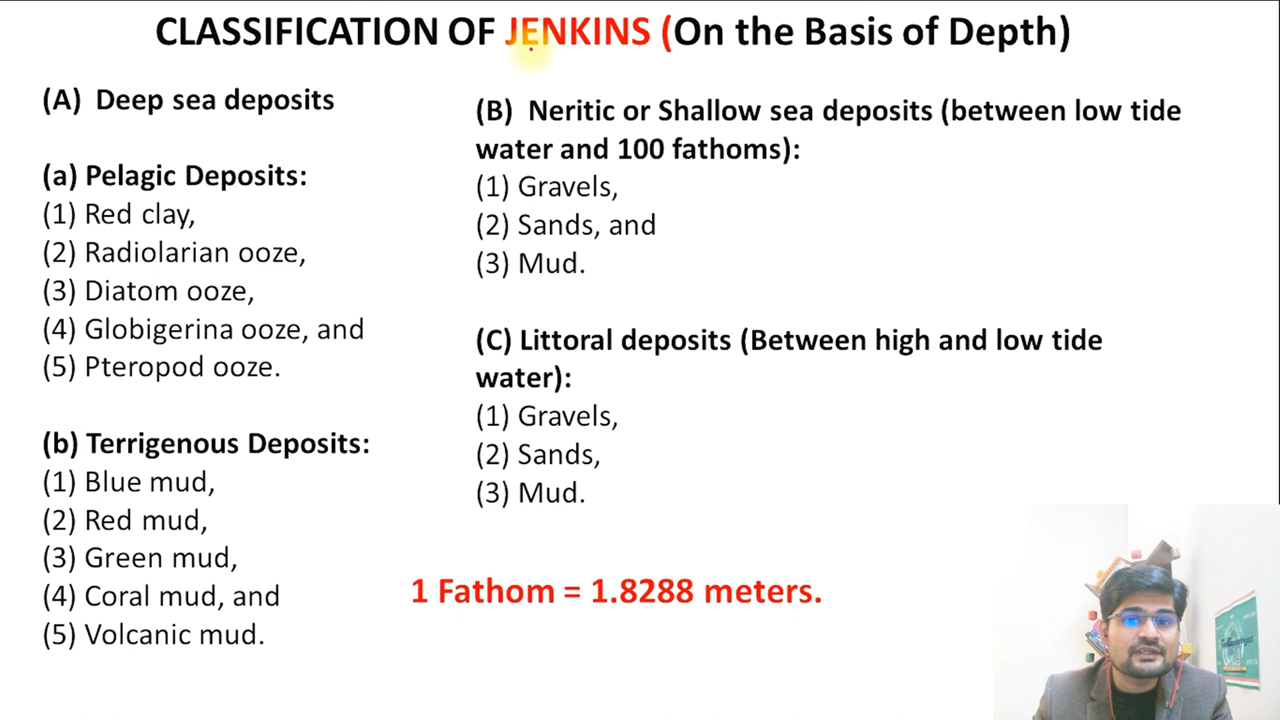 CLASSIFICATION OF JENKINS (On the Basis of Depth)
(A) Deep sea deposits
(a) Pelagic Deposits:
(1) Red clay,
(2) Radiolarian ooze,
(3) Diatom ooze,
(4) Globigerina ooze, and
(5) Pteropod ooze.
(b) Terrigenous Deposits:
(1) Blue mud,
(2) Red mud,
(3) Green mud,
(4) Coral mud, and
(5) Volcanic mud.
(B) Neritic or Shallow sea deposits (between low tide
water and 100 fathoms):
(1) Gravels,
(2) Sands, and
(3) Mud.
(C) Littoral deposits (Between high and low tide
water):
(1) Gravels,
(2) Sands,
(3) Mud.
1 Fathom = 1.8288 meters.